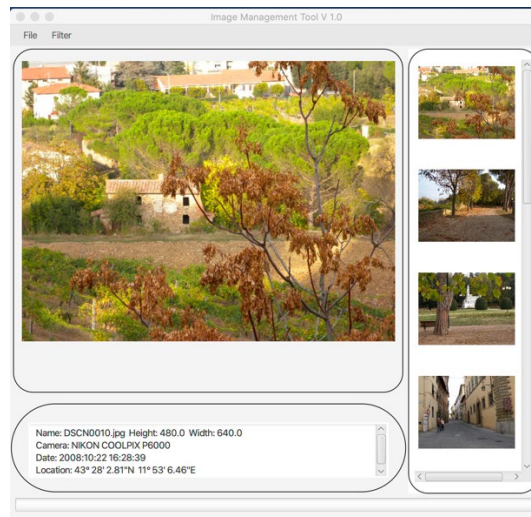 Image Management Tool V 1.0
File Filter
Name: DSCN0010.jpg Height: 480.0 Width: 640.0
Camera: NIKON COOLPIX P6000
Date: 2008:10:22 16:28:39
Location: 43° 28' 2.81"N 11° 53' 6.46"E